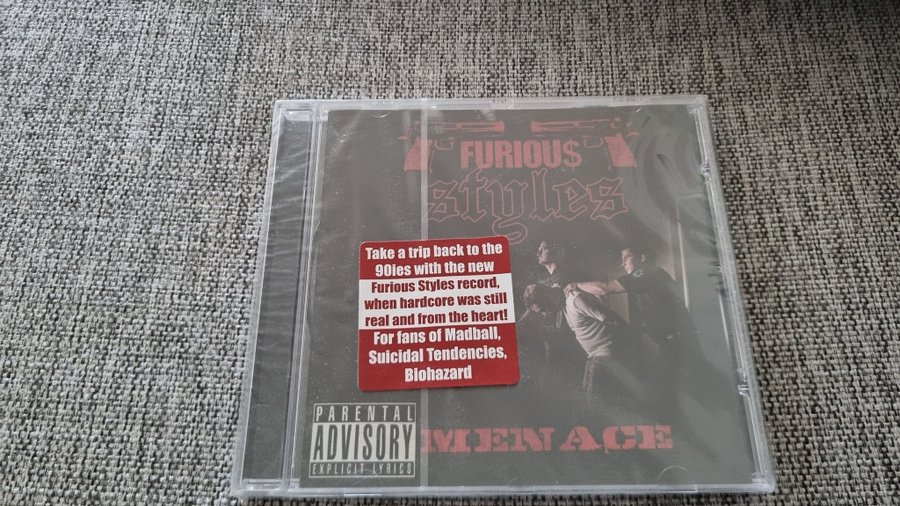 FURIOU$
styles
Take a trip back to the
90ies with the new
Furious Styles record,
when hardcore was still
real and from the heart!
For fans of Madball,
Suicidal Tendencies,
Biohazard
PARENTAL
ADVISORY
EXPLICIT LYRICS
MENACE